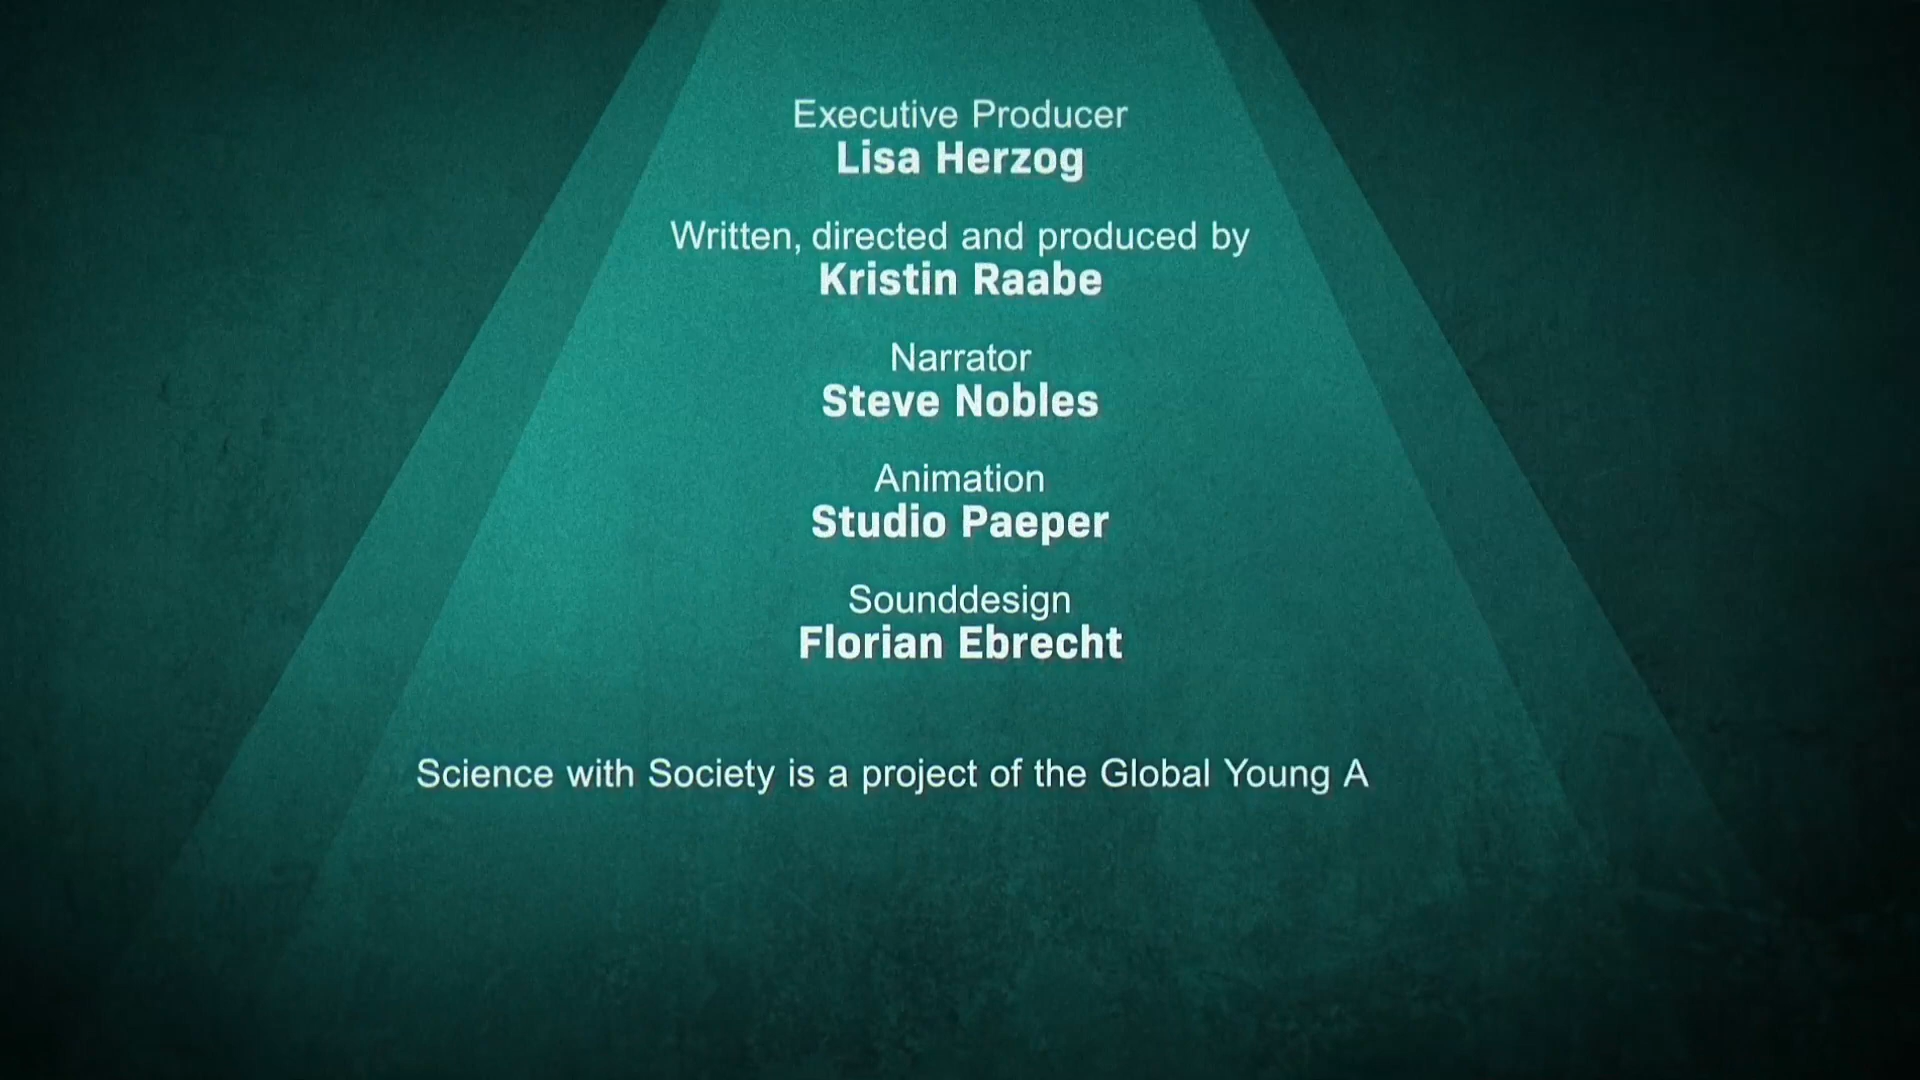 Executive Producer
Lisa Herzog
Written, directed and produced by
Kristin Raabe
Narrator
Steve Nobles
Animation
Studio Paeper
Sounddesign
Florian Ebrecht
Science with Society is a project of the Global Young A